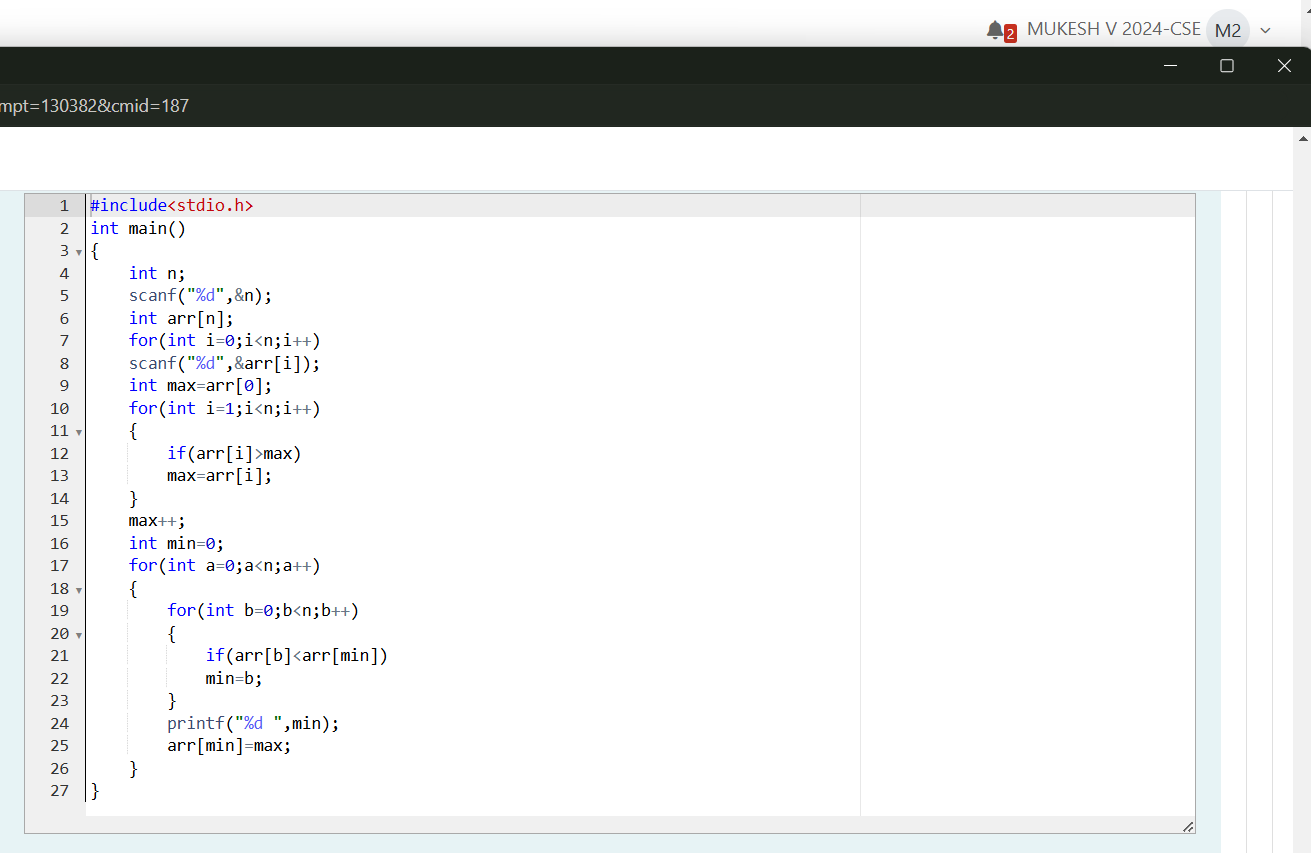 2 MUKESH V 2024-CSE M2
mpt=130382&cmid=187
1 #include<stdio.h>
2 int main()
3 {
4 int n;
5 scanf("%d",&n);
6 int arr[n];
7 for(int i=0;i<n;i++)
8 scanf("%d",&arr[i]);
9 int max=arr[0];
10 for(int i=1;i<n;i++)
11 {
12 if(arr[i]>max)
13 max=arr[i];
14 }
15 max++;
16 int min=0;
17 for(int a=0;a<n;a++)
18 {
19 for(int b=0;b<n;b++)
20 {
21 if(arr[b]<arr[min])
22 min=b;
23 }
24 printf("%d ",min);
25 arr[min]=max;
26 }
27 }